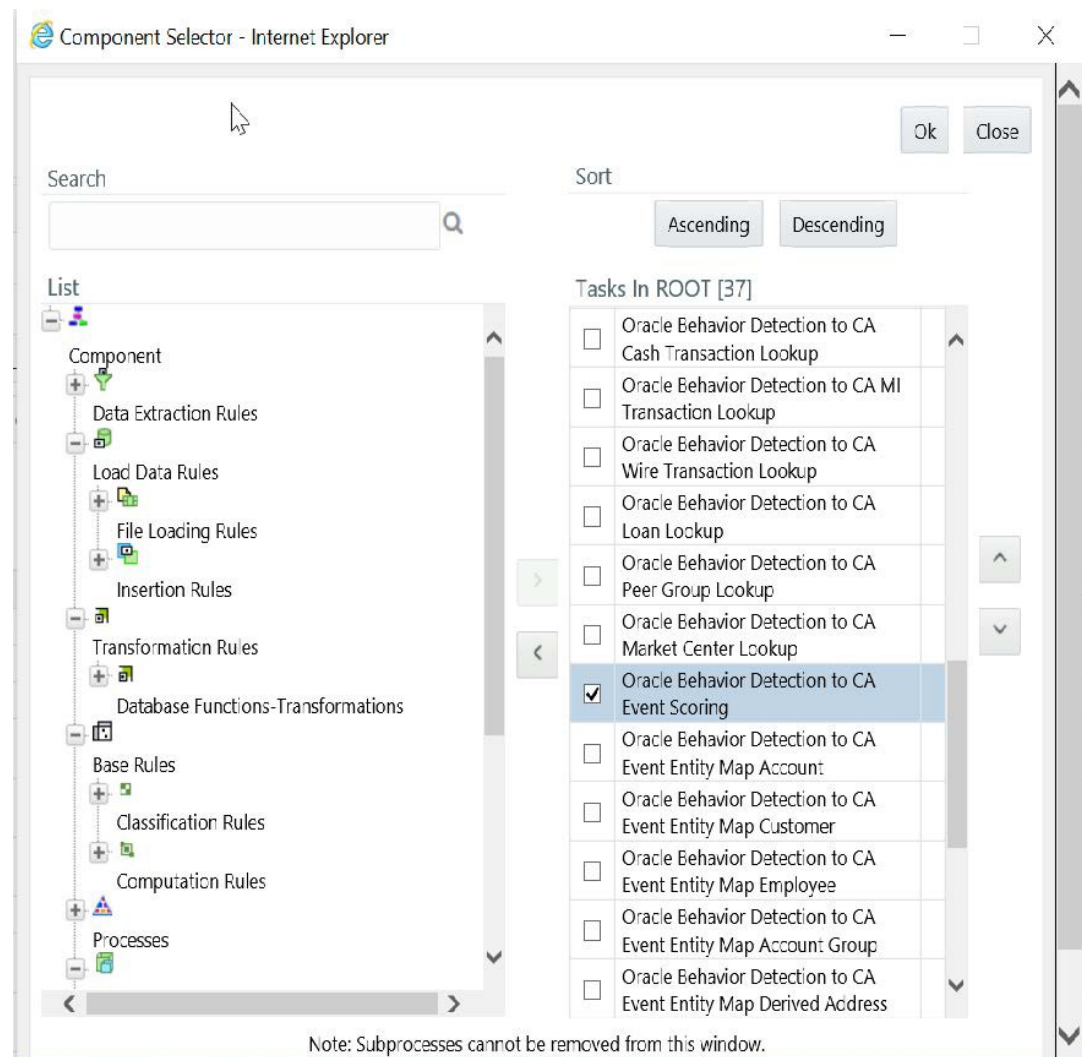 Component Selector - Internet Explorer
Ok
Close
Search
Sort
Ascending
Descending
List
Tasks In ROOT [37]
Component
Data Extraction Rules
Load Data Rules
File Loading Rules
Insertion Rules
Transformation Rules
Database Functions-Transformations
Base Rules
Classification Rules
Computation Rules
Processes
Oracle Behavior Detection to CA
Cash Transaction Lookup
Oracle Behavior Detection to CA MI
Transaction Lookup
Oracle Behavior Detection to CA
Wire Transaction Lookup
Oracle Behavior Detection to CA
Loan Lookup
Oracle Behavior Detection to CA
Peer Group Lookup
Oracle Behavior Detection to CA
Market Center Lookup
Oracle Behavior Detection to CA
Event Scoring
Oracle Behavior Detection to CA
Event Entity Map Account
Oracle Behavior Detection to CA
Event Entity Map Customer
Oracle Behavior Detection to CA
Event Entity Map Employee
Oracle Behavior Detection to CA
Event Entity Map Account Group
Oracle Behavior Detection to CA
Event Entity Map Derived Address
Note: Subprocesses cannot be removed from this window.